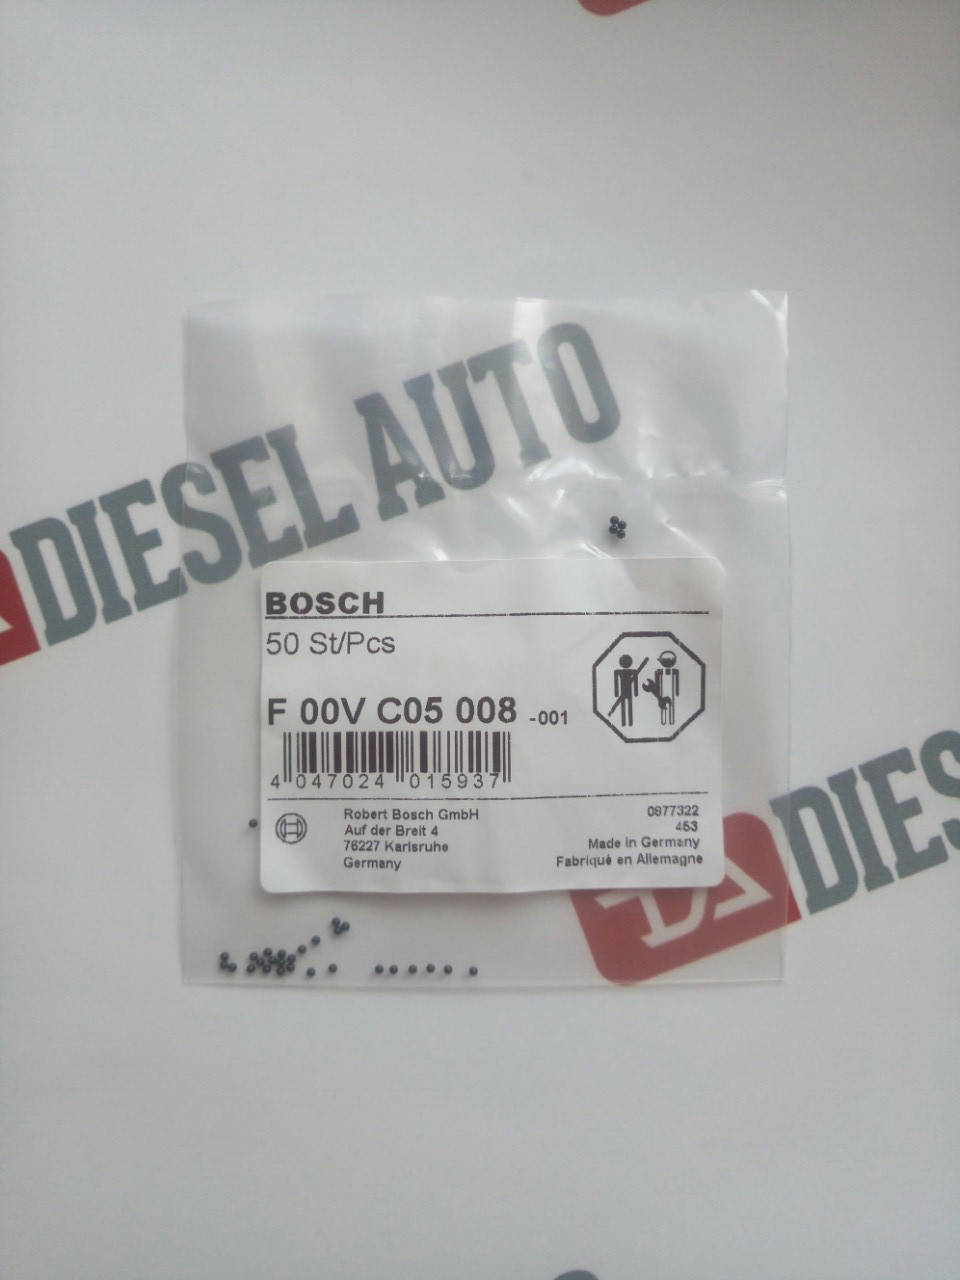 DIESEL AUTO
BOSCH
50 St/Pcs
F 00V C05 008 -001
4 047024 015937
Robert Bosch GmbH
Auf der Breit 4
76227 Karlsruhe
Germany
0877322
453
Made in Germany
Fabriqué en Allemagne
DIES